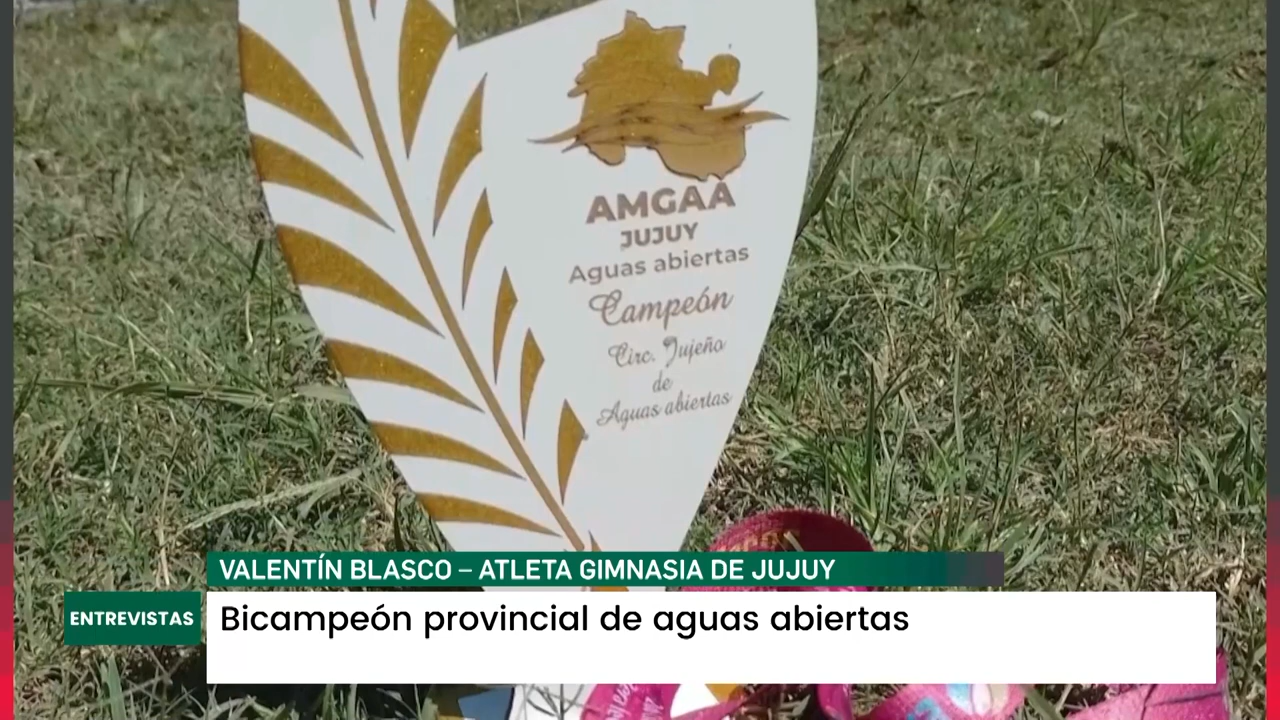 AMGAA
JUJUY
Aguas abiertas
Campeón
Circ. Jujeño
de
Aguas abiertas
VALENTÍN BLASCO – ATLETA GIMNASIA DE JUJUY
ENTREVISTAS
Bicampeón provincial de aguas abiertas